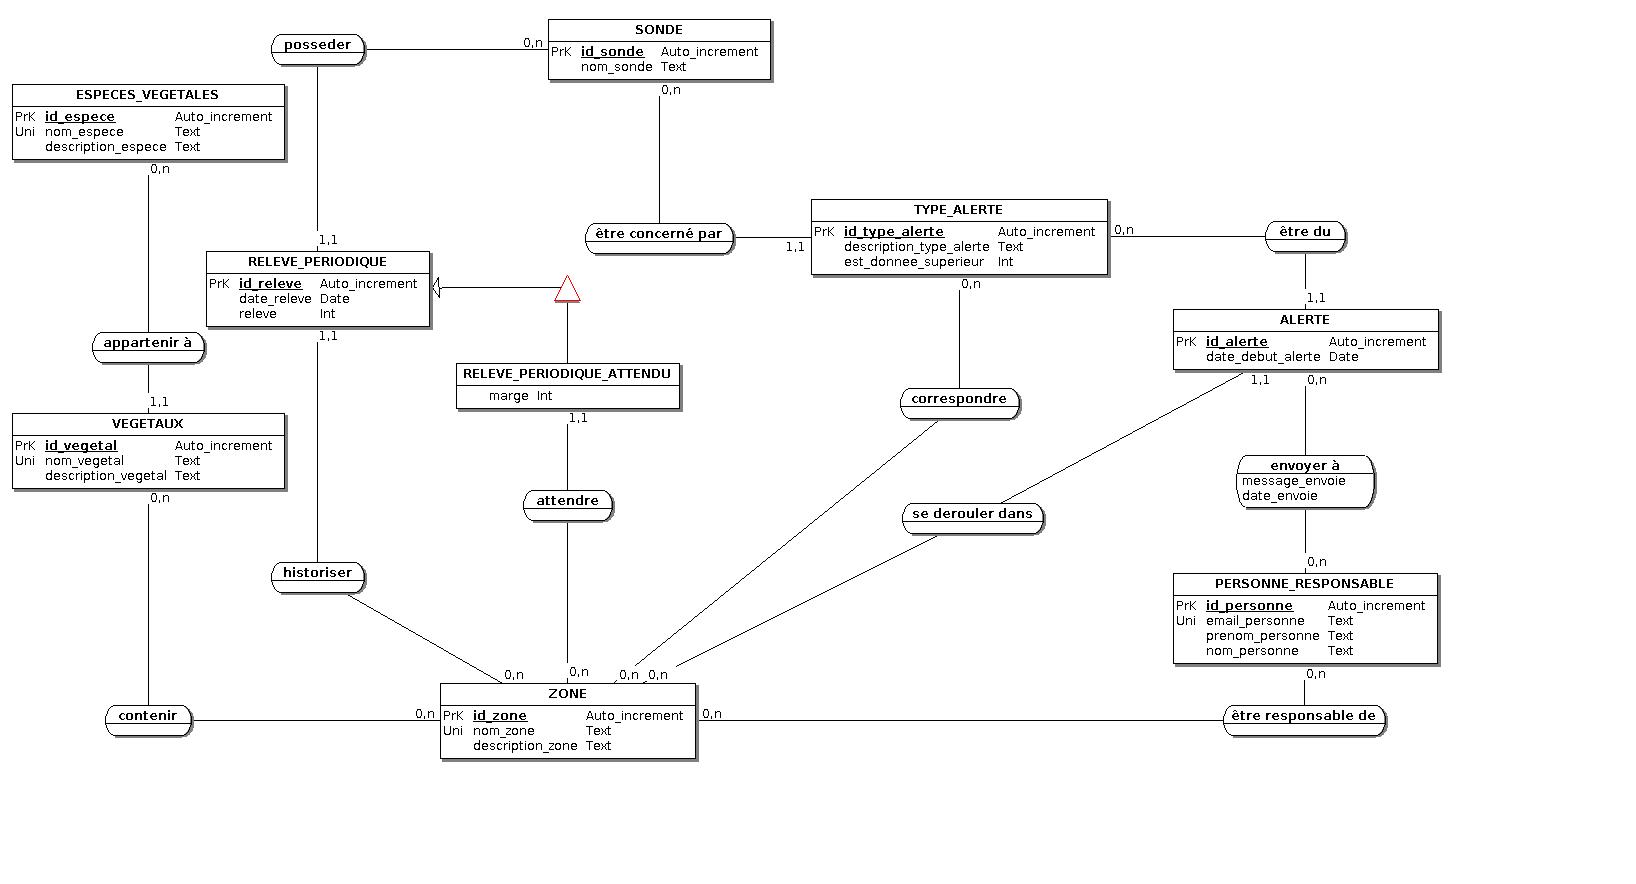 SONDE
PrK id_sonde Auto_increment
nom_sonde Text
posseder
0,n
0,n
ESPECES_VEGETALES
PrK id_espece Auto_increment
Uni nom_espece Text
description_espece Text
0,n
TYPE_ALERTE
PrK id_type_alerte Auto_increment
description_type_alerte Text
est_donnee_superieur Int
être concerné par
1,1
0,n
être du
1,1
RELEVE_PERIODIQUE
PrK id_releve Auto_increment
date_releve Date
releve Int
1,1
0,n
1,1
ALERTE
PrK id_alerte Auto_increment
date_debut_alerte Date
1,1
0,n
appartenir à
1,1
RELEVE_PERIODIQUE_ATTENDU
marge Int
1,1
correspondre
VEGETAUX
PrK id_vegetal Auto_increment
Uni nom_vegetal Text
description_vegetal Text
0,n
envoyer à
message_envoie
date_envoie
attendre
se derouler dans
historiser
0,n
PERSONNE_RESPONSABLE
PrK id_personne Auto_increment
Uni email_personne Text
prenom_personne Text
nom_personne Text
0,n
0,n
0,n
0,n
0,n
ZONE
PrK id_zone Auto_increment
Uni nom_zone Text
description_zone Text
contenir
0,n
0,n
être responsable de